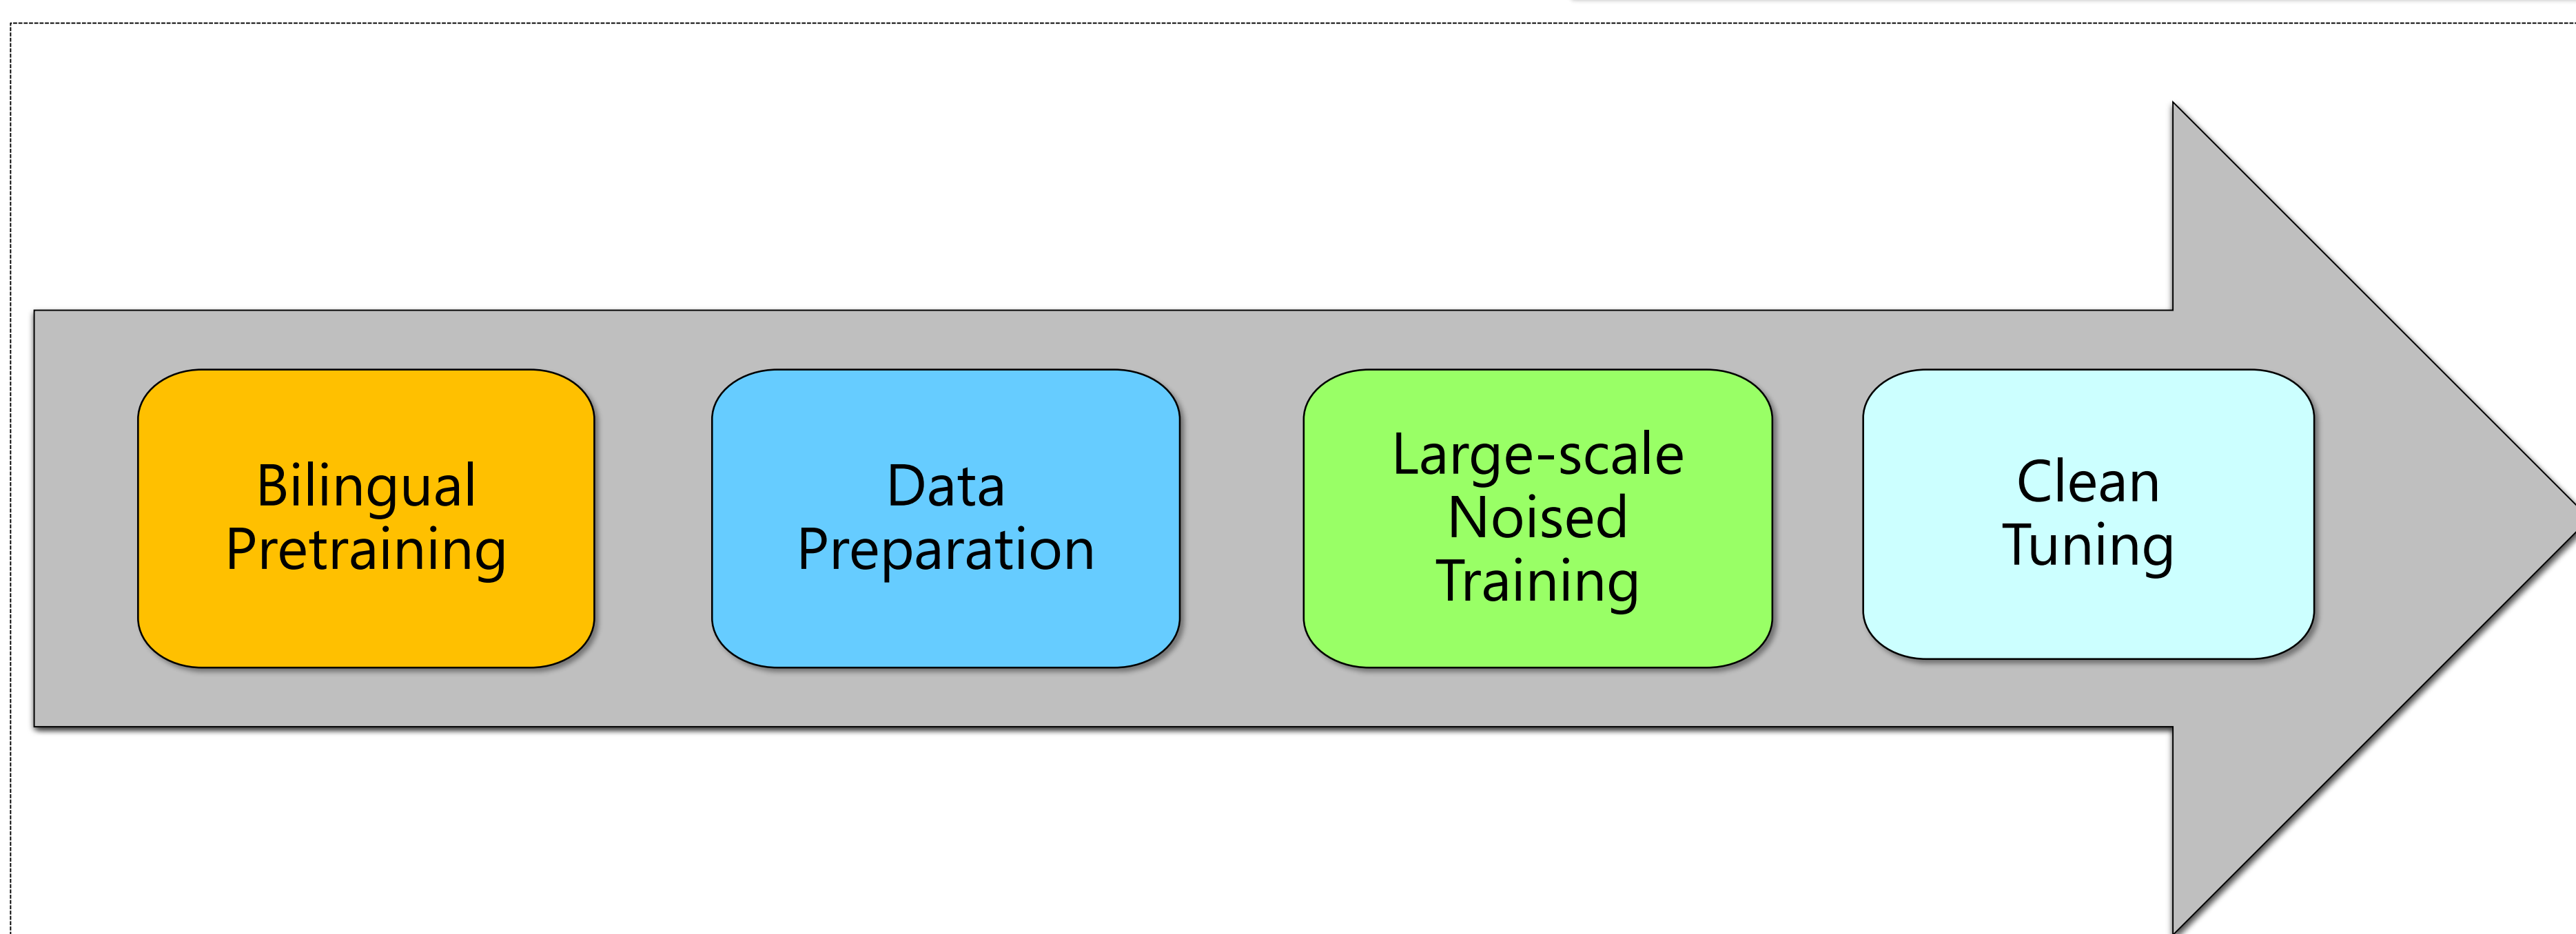 Bilingual
Pretraining
Data
Preparation
Large-scale
Noised
Training
Clean
Tuning